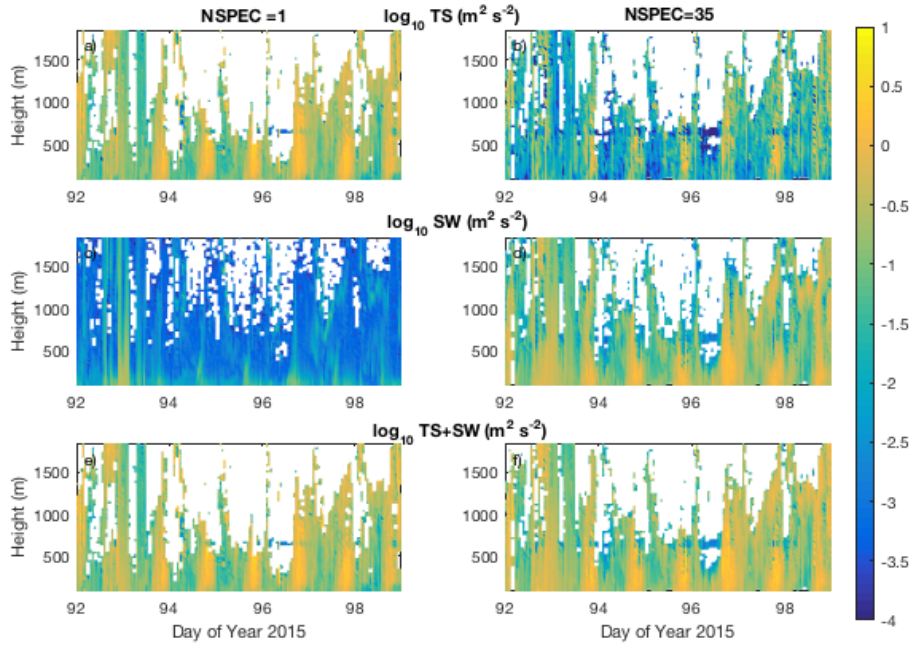 NSPEC =1 log₁₀ TS (m² s⁻²) NSPEC=35
a) b)
Height (m)
1500
1000
500
92 94 96 98 92 94 96 98
log₁₀ SW (m² s⁻²)
c) d)
Height (m)
1500 1500
1000 1000
500 500
92 94 96 98 92 94 96 98
log₁₀ TS+SW (m² s⁻²)
e) f)
Height (m)
1500 1500
1000 1000
500 500
92 94 96 98 92 94 96 98
Day of Year 2015 Day of Year 2015
1500
1000
500
1
0.5
0
-0.5
-1
-1.5
-2
-2.5
-3
-3.5
-4